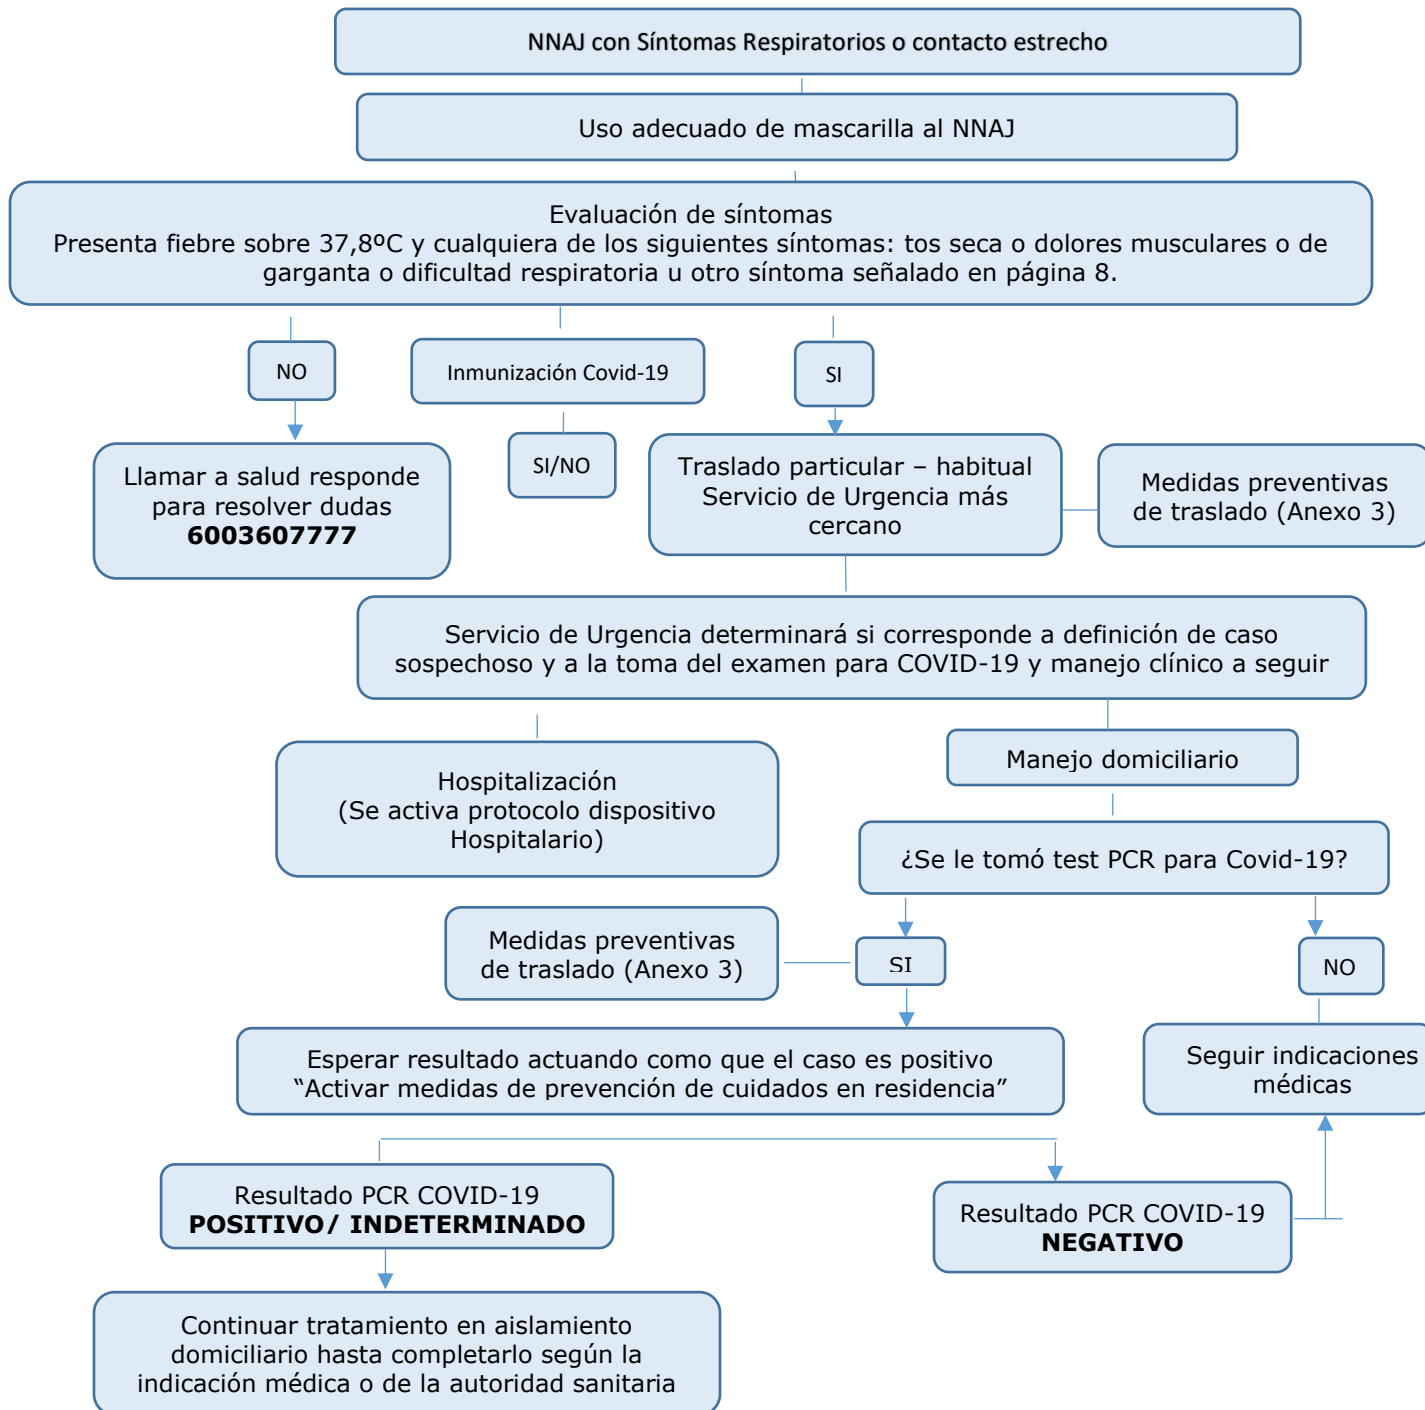 NNAJ con Síntomas Respiratorios o contacto estrecho
Uso adecuado de mascarilla al NNAJ
Evaluación de síntomas
Presenta fiebre sobre 37,8ºC y cualquiera de los siguientes síntomas: tos seca o dolores musculares o de
garganta o dificultad respiratoria u otro síntoma señalado en página 8.
NO
Inmunización Covid-19
SI
Llamar a salud responde
para resolver dudas
6003607777
SI/NO
Traslado particular – habitual
Servicio de Urgencia más
cercano
Medidas preventivas
de traslado (Anexo 3)
Servicio de Urgencia determinará si corresponde a definición de caso
sospechoso y a la toma del examen para COVID-19 y manejo clínico a seguir
Hospitalización
(Se activa protocolo dispositivo
Hospitalario)
Manejo domiciliario
¿Se le tomó test PCR para Covid-19?
Medidas preventivas
de traslado (Anexo 3)
SI
NO
Esperar resultado actuando como que el caso es positivo
“Activar medidas de prevención de cuidados en residencia”
Seguir indicaciones
médicas
Resultado PCR COVID-19
POSITIVO/ INDETERMINADO
Resultado PCR COVID-19
NEGATIVO
Continuar tratamiento en aislamiento
domiciliario hasta completarlo según la
indicación médica o de la autoridad sanitaria